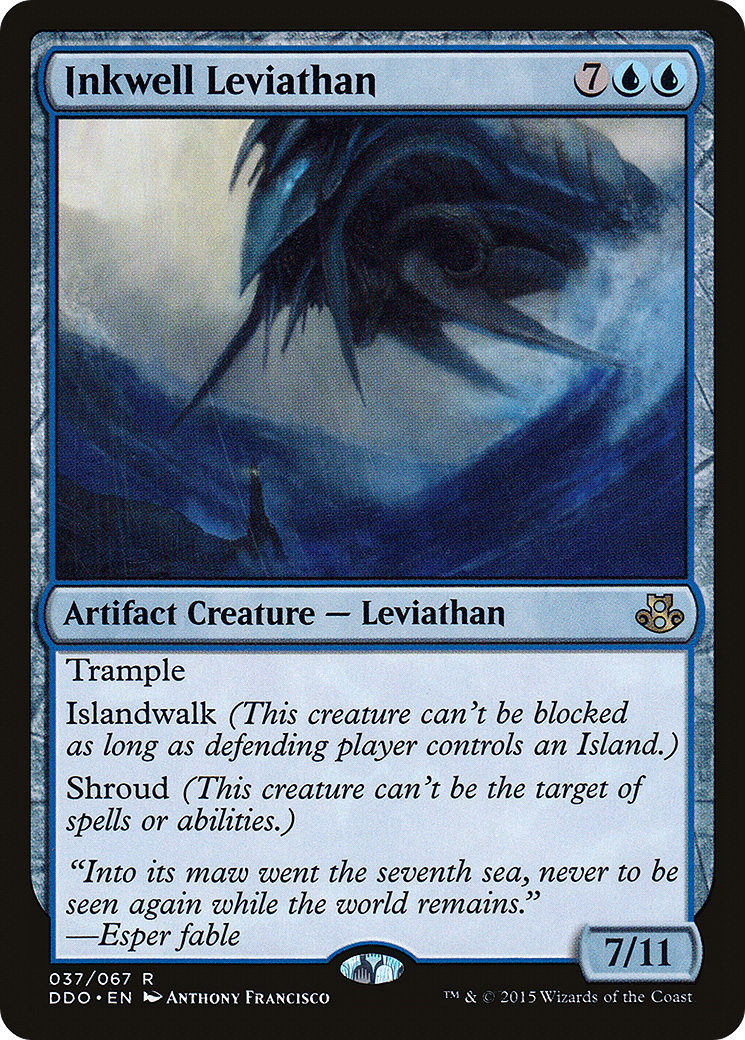 Inkwell Leviathan 7
Artifact Creature — Leviathan
Trample
Islandwalk (This creature can't be blocked
as long as defending player controls an Island.)
Shroud (This creature can't be the target of
spells or abilities.)
“Into its maw went the seventh sea, never to be
seen again while the world remains.”
—Esper fable
7/11
037/067 R
DDO • EN Anthony Francisco
™ & © 2015 Wizards of the Coast